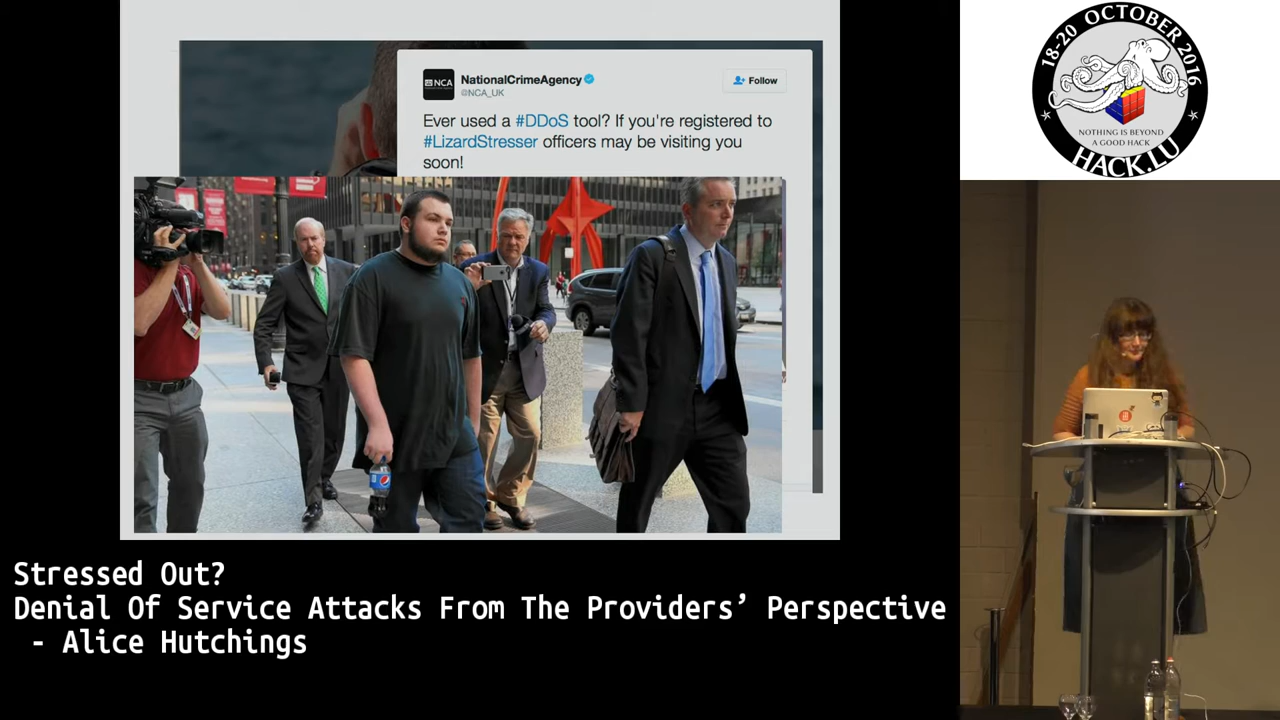 NCA
NationalCrimeAgency
@NCA_UK
Follow
Ever used a #DDoS tool? If you're registered to
#LizardStresser officers may be visiting you
soon!
18-20 OCTOBER 2016
NOTHING IS BEYOND
A GOOD HACK
HACK.LU
Stressed Out?
Denial Of Service Attacks From The Providers’ Perspective
- Alice Hutchings